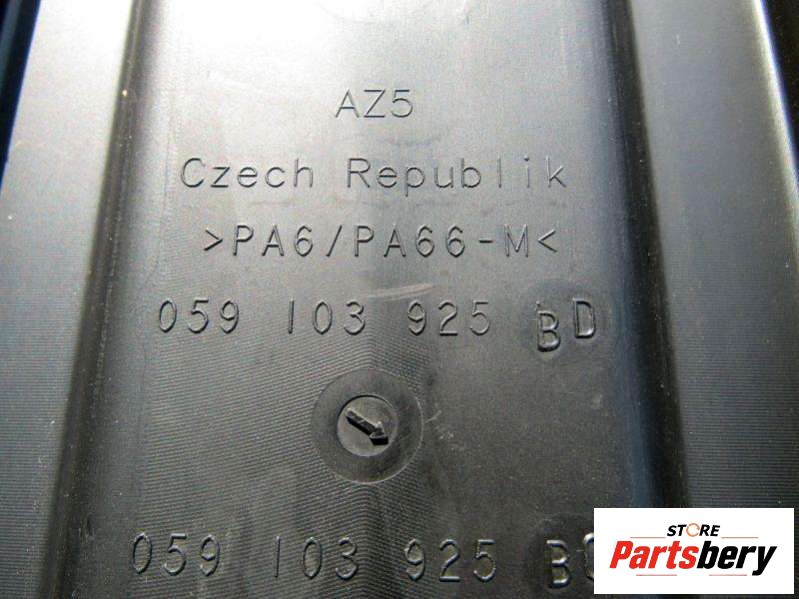 AZ5
Czech Republik
>PA6/PA66-M<
059 103 925 BD
059 103 925
STORE
Partsbery